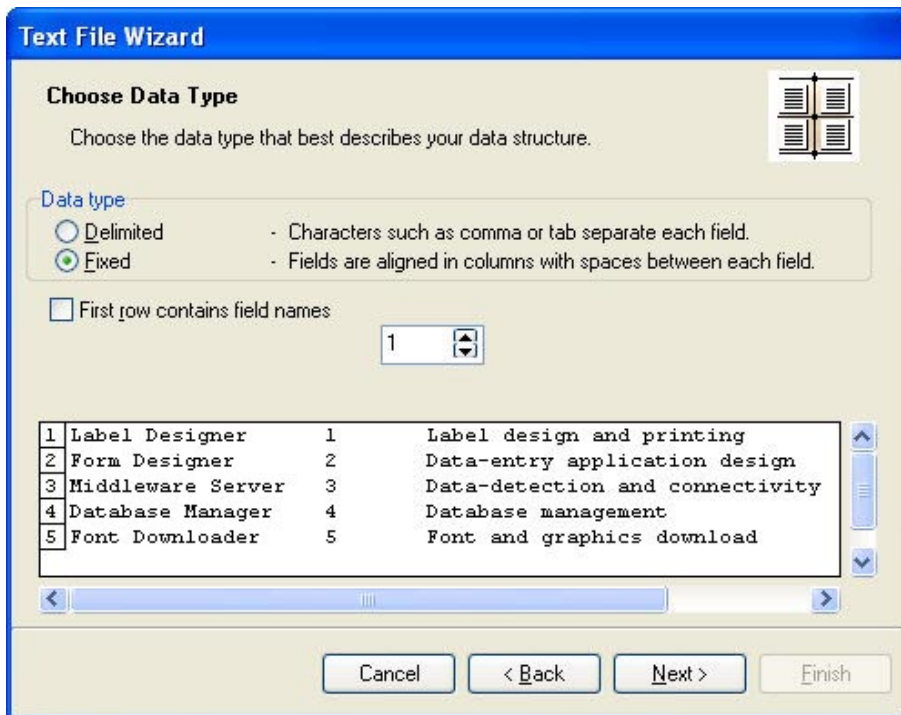 Text File Wizard
Choose Data Type
Choose the data type that best describes your data structure.
Data type
Delimited - Characters such as comma or tab separate each field.
Fixed - Fields are aligned in columns with spaces between each field.
First row contains field names
1
1 Label Designer 1 Label design and printing
2 Form Designer 2 Data-entry application design
3 Middleware Server 3 Data-detection and connectivity
4 Database Manager 4 Database management
5 Font Downloader 5 Font and graphics download
Cancel < Back Next > Finish